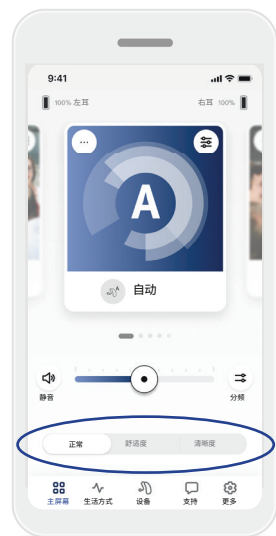 9:41
100% 左耳 右耳 100%
A
A 自动
静音 分频
正常 舒适度 清晰度
主屏幕 生活方式 设备 支持 更多